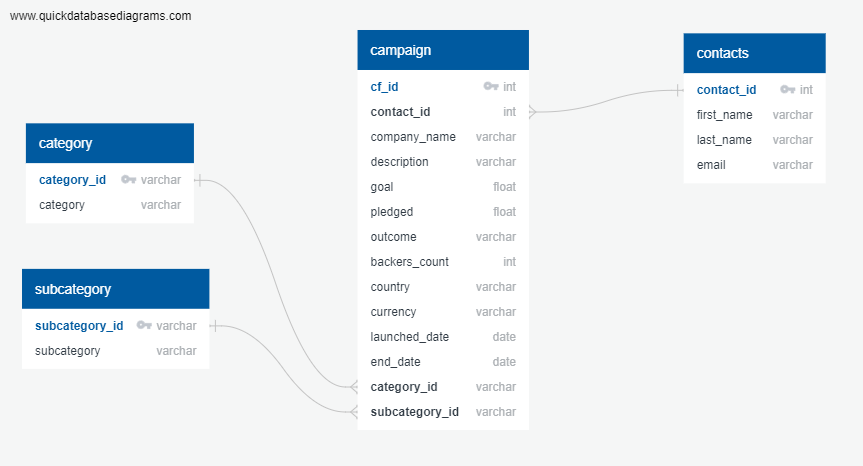 www.quickdatabasediagrams.com
category
category_id varchar
category varchar
subcategory
subcategory_id varchar
subcategory varchar
campaign
cf_id int
contact_id int
company_name varchar
description varchar
goal float
pledged float
outcome varchar
backers_count int
country varchar
currency varchar
launched_date date
end_date date
category_id varchar
subcategory_id varchar
contacts
contact_id int
first_name varchar
last_name varchar
email varchar